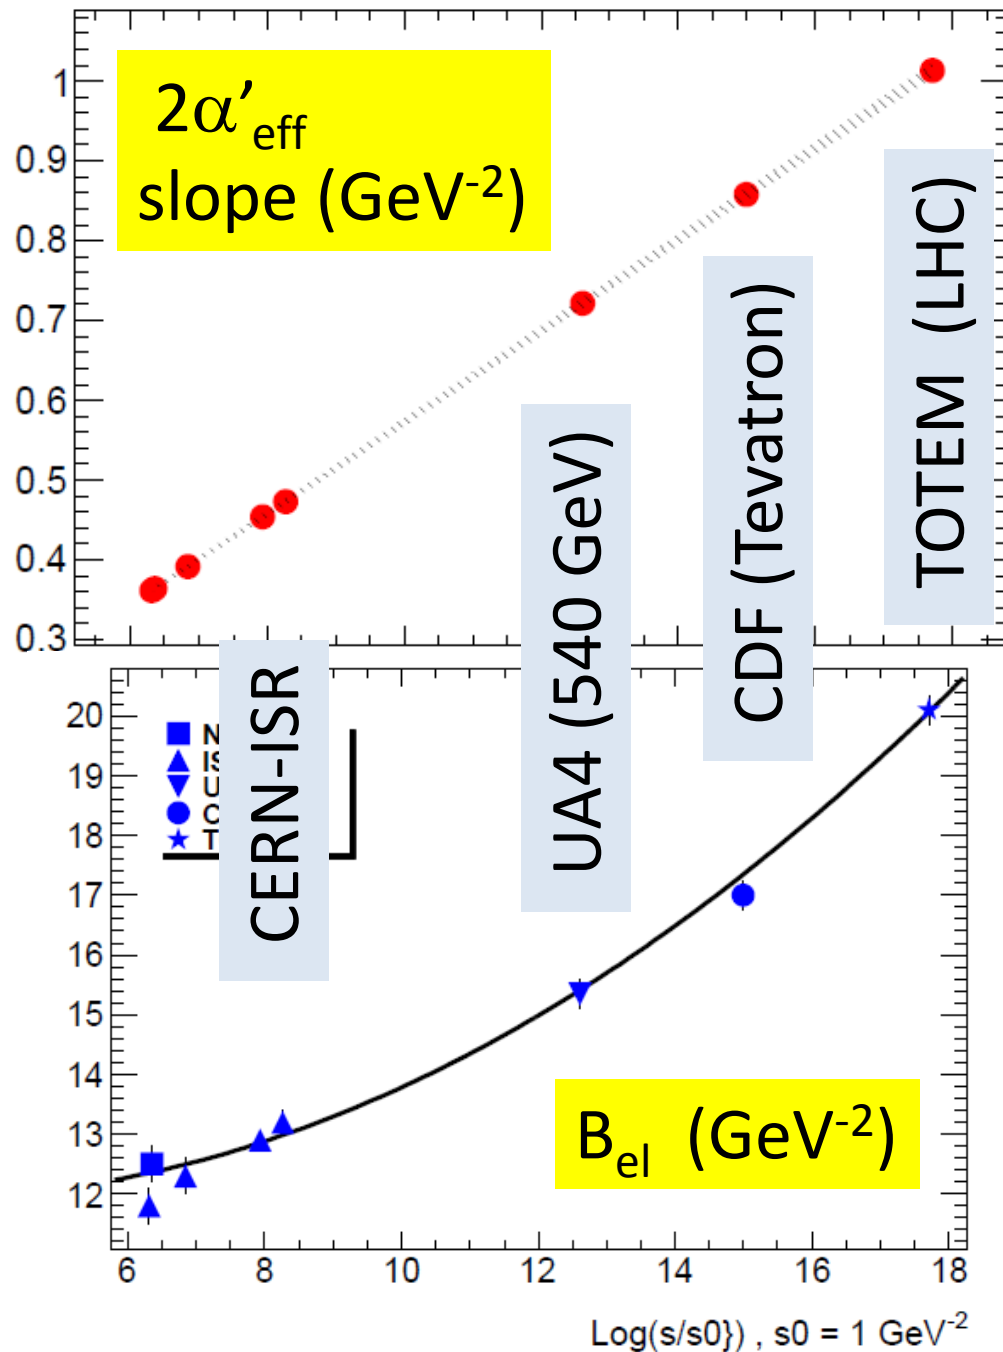 1
0.9
0.8
0.7
0.6
0.5
0.4
0.3
2α’eff
slope (GeV-2)
CERN-ISR
UA4 (540 GeV)
CDF (Tevatron)
TOTEM (LHC)
20
19
18
17
16
15
14
13
12
N
IS
U
C
T
Bel (GeV-2)
6 8 10 12 14 16 18
Log(s/s0}) , s0 = 1 GeV-2